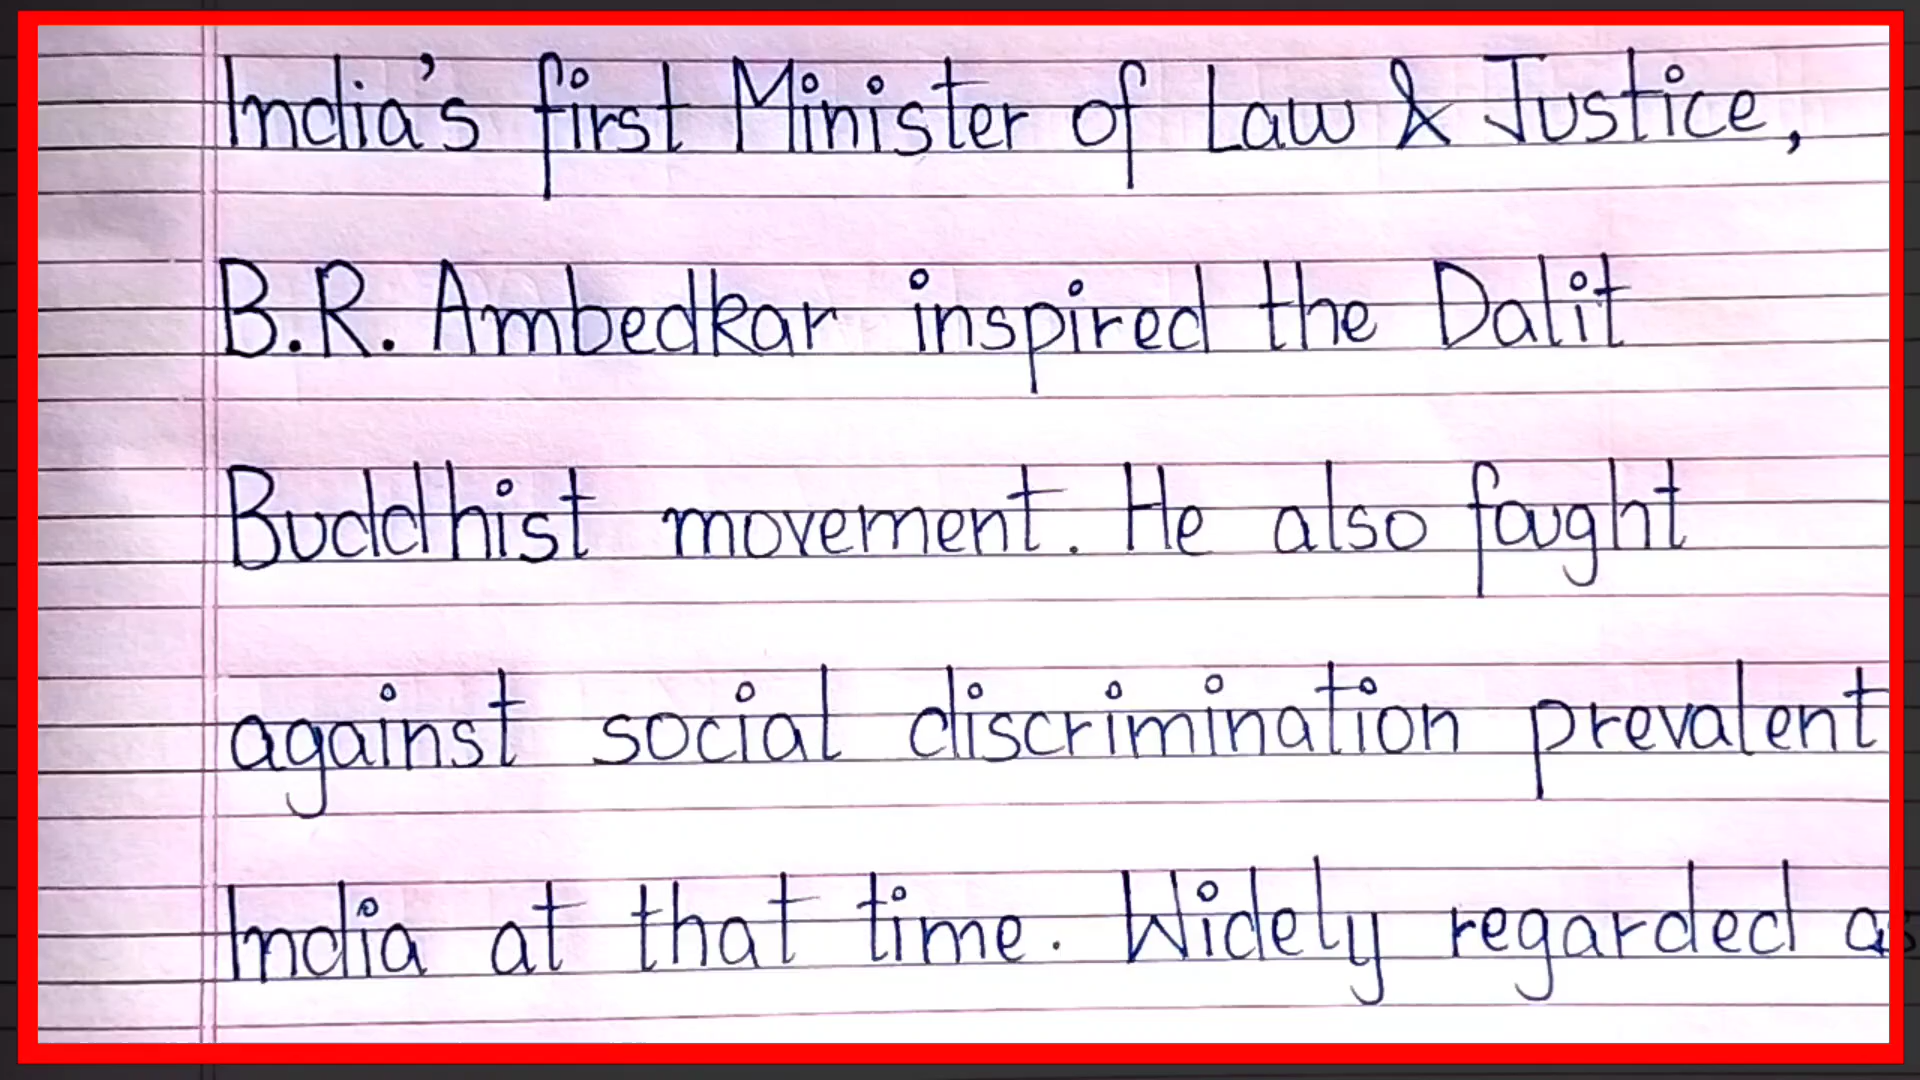 India's first Minister of Law & Justice,
B.R. Ambedkar inspired the Dalit
Buddhist movement. He also fought
against social discrimination prevalent
India at that time. Widely regarded as